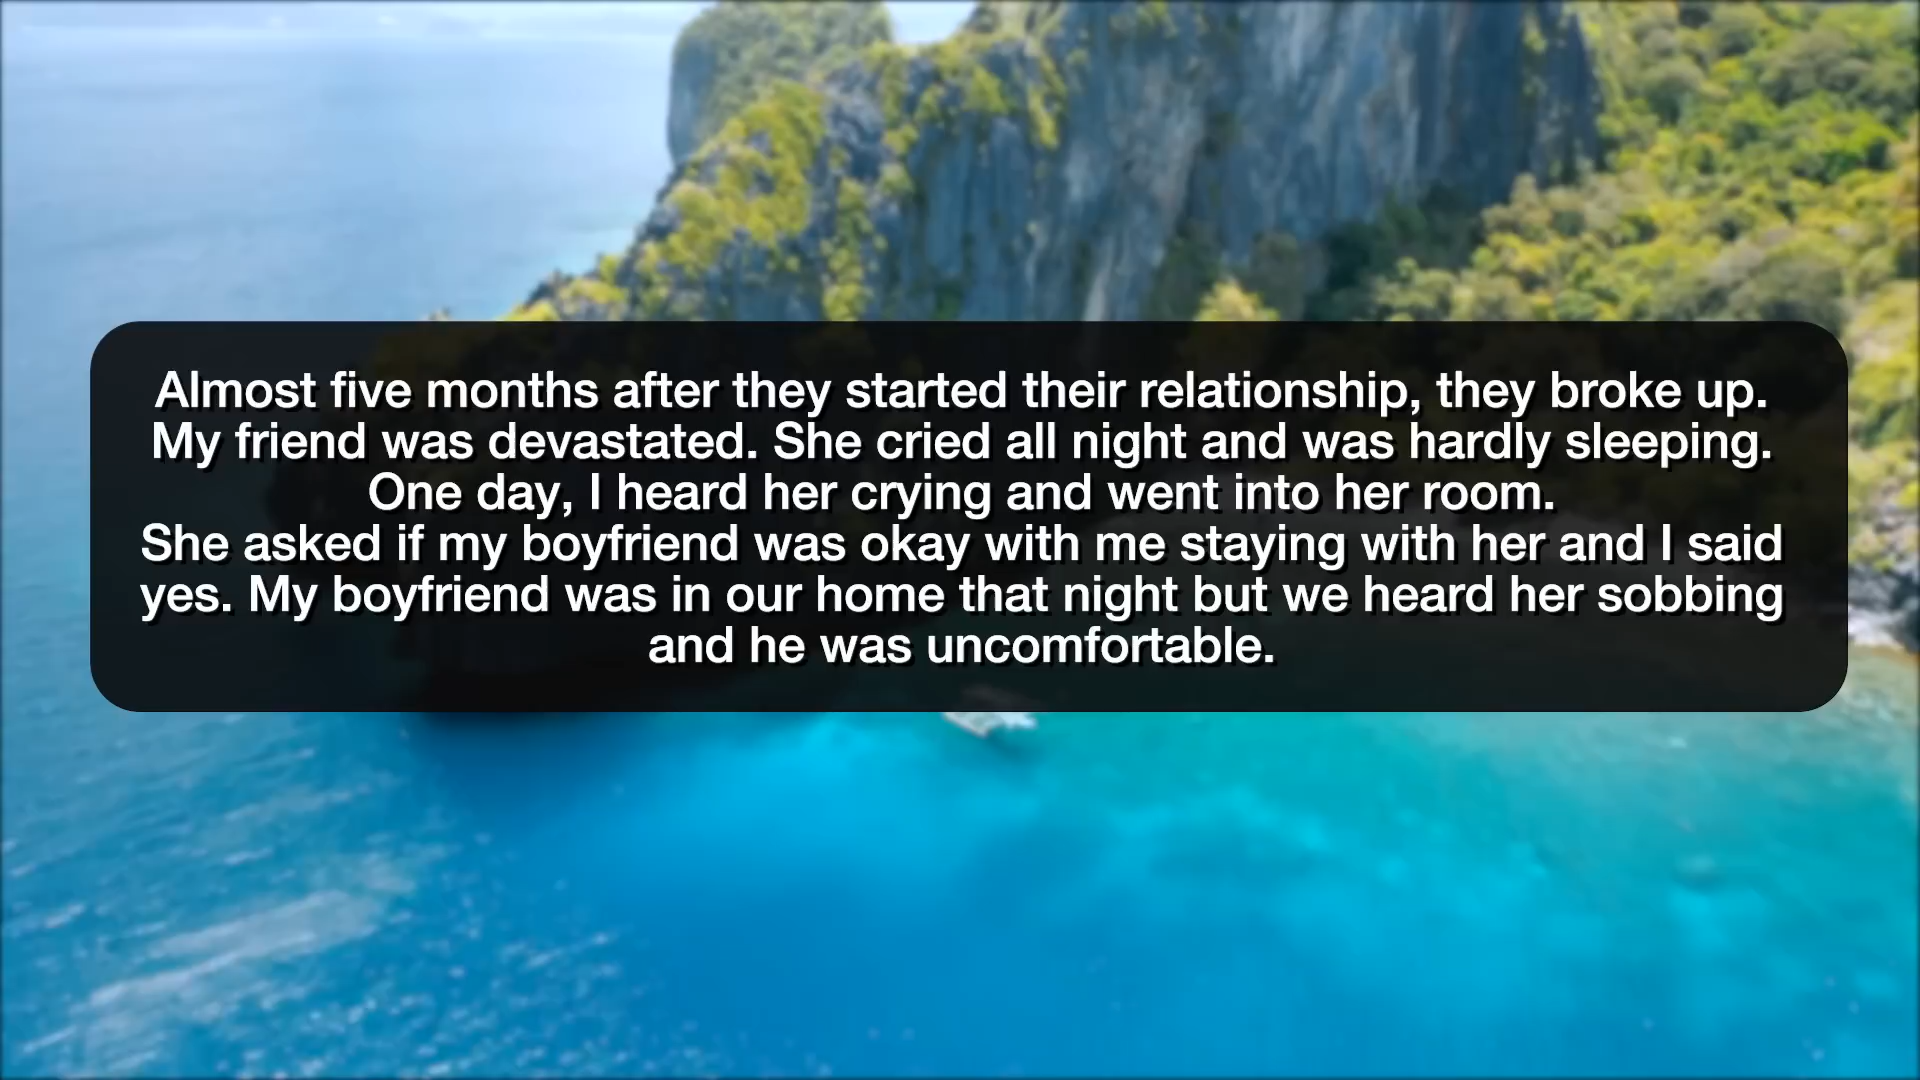 Almost five months after they started their relationship, they broke up.
My friend was devastated. She cried all night and was hardly sleeping.
One day, I heard her crying and went into her room.
She asked if my boyfriend was okay with me staying with her and I said
yes. My boyfriend was in our home that night but we heard her sobbing
and he was uncomfortable.